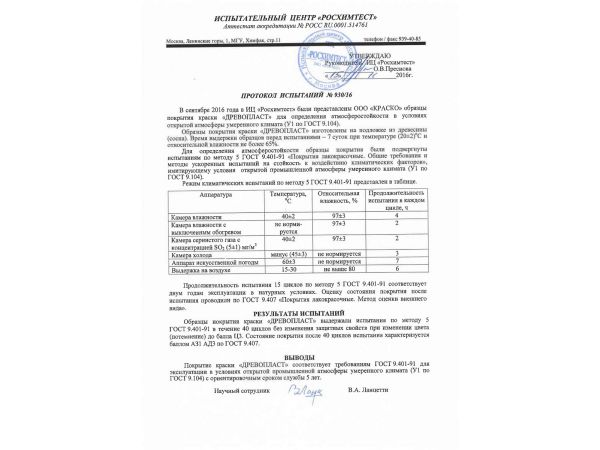 ИСПЫТАТЕЛЬНЫЙ ЦЕНТР «РОСХИМТЕСТ»
Аттестат аккредитации № РОСС RU.0001.514761
Москва, Ленинские горы, 1, МГУ, Химфак, стр.11 телефон / факс 939-40-85
УТВЕРЖДАЮ
Руководитель ИЦ «Росхимтест»
О.В.Преснова
2016г.
РОСХИМТЕСТ
ПРОТОКОЛ ИСПЫТАНИЙ № 930/16
В сентябре 2016 года в ИЦ «Росхимтест» были представлены ООО «КРАСКО» образцы
покрытия краски «ДРЕВОПЛАСТ» для определения атмосферостойкости в условиях
открытой атмосферы умеренного климата (У1 по ГОСТ 9.104).
Образцы покрытия краски «ДРЕВОПЛАСТ» изготовлены на подложке из древесины
(сосна). Время выдержки образцов перед испытаниями – 7 суток при температуре (20±2)⁰С и
относительной влажности не более 65%.
Для определения атмосферостойкости образцы покрытия были подвергнуты
испытаниям по методу 5 ГОСТ 9.401-91 «Покрытия лакокрасочные. Общие требования и
методы ускоренных испытаний на стойкость к воздействию климатических факторов»,
имитирующему условия открытой промышленной атмосферы умеренного климата (У1
по ГОСТ 9.104).
Режим климатических испытаний по методу 5 ГОСТ 9.401-91 представлен в таблице.
Аппаратура Температура, ⁰С Относительная влажность, % Продолжительность испытания в каждом цикле, ч
Камера влажности 40±2 97±3 4
Камера влажности с выключенным обогревом не норми-руется 97±3 2
Камера сернистого газа с концентрацией SO₂ (5±1) мг/м³ 40±2 97±3 2
Камера холода минус (45±3) не нормируется 3
Аппарат искусственной погоды 60±3 не нормируется 7
Выдержка на воздухе 15-30 не выше 80 6
Продолжительность испытания 15 циклов по методу 5 ГОСТ 9.401-91 соответствует
двум годам эксплуатации в натурных условиях. Оценку состояния покрытия после
испытания проводили по ГОСТ 9.407 «Покрытия лакокрасочные. Метод оценки внешнего
вида».
РЕЗУЛЬТАТЫ ИСПЫТАНИЙ
Образцы покрытия краски «ДРЕВОПЛАСТ» выдержали испытания по методу 5
ГОСТ 9.401-91 в течение 40 циклов без изменения защитных свойств при изменении цвета
(потемнение) до балла Ц3. Состояние покрытия после 40 циклов испытания характеризуется
баллом АЗ1 АД3 по ГОСТ 9.407.
ВЫВОДЫ
Покрытие краски «ДРЕВОПЛАСТ» соответствует требованиям ГОСТ 9.401-91 для
эксплуатации в условиях открытой промышленной атмосферы умеренного климата (У1 по
ГОСТ 9.104) с ориентировочным сроком службы 5 лет.
Научный сотрудник В.А. Ланцетти